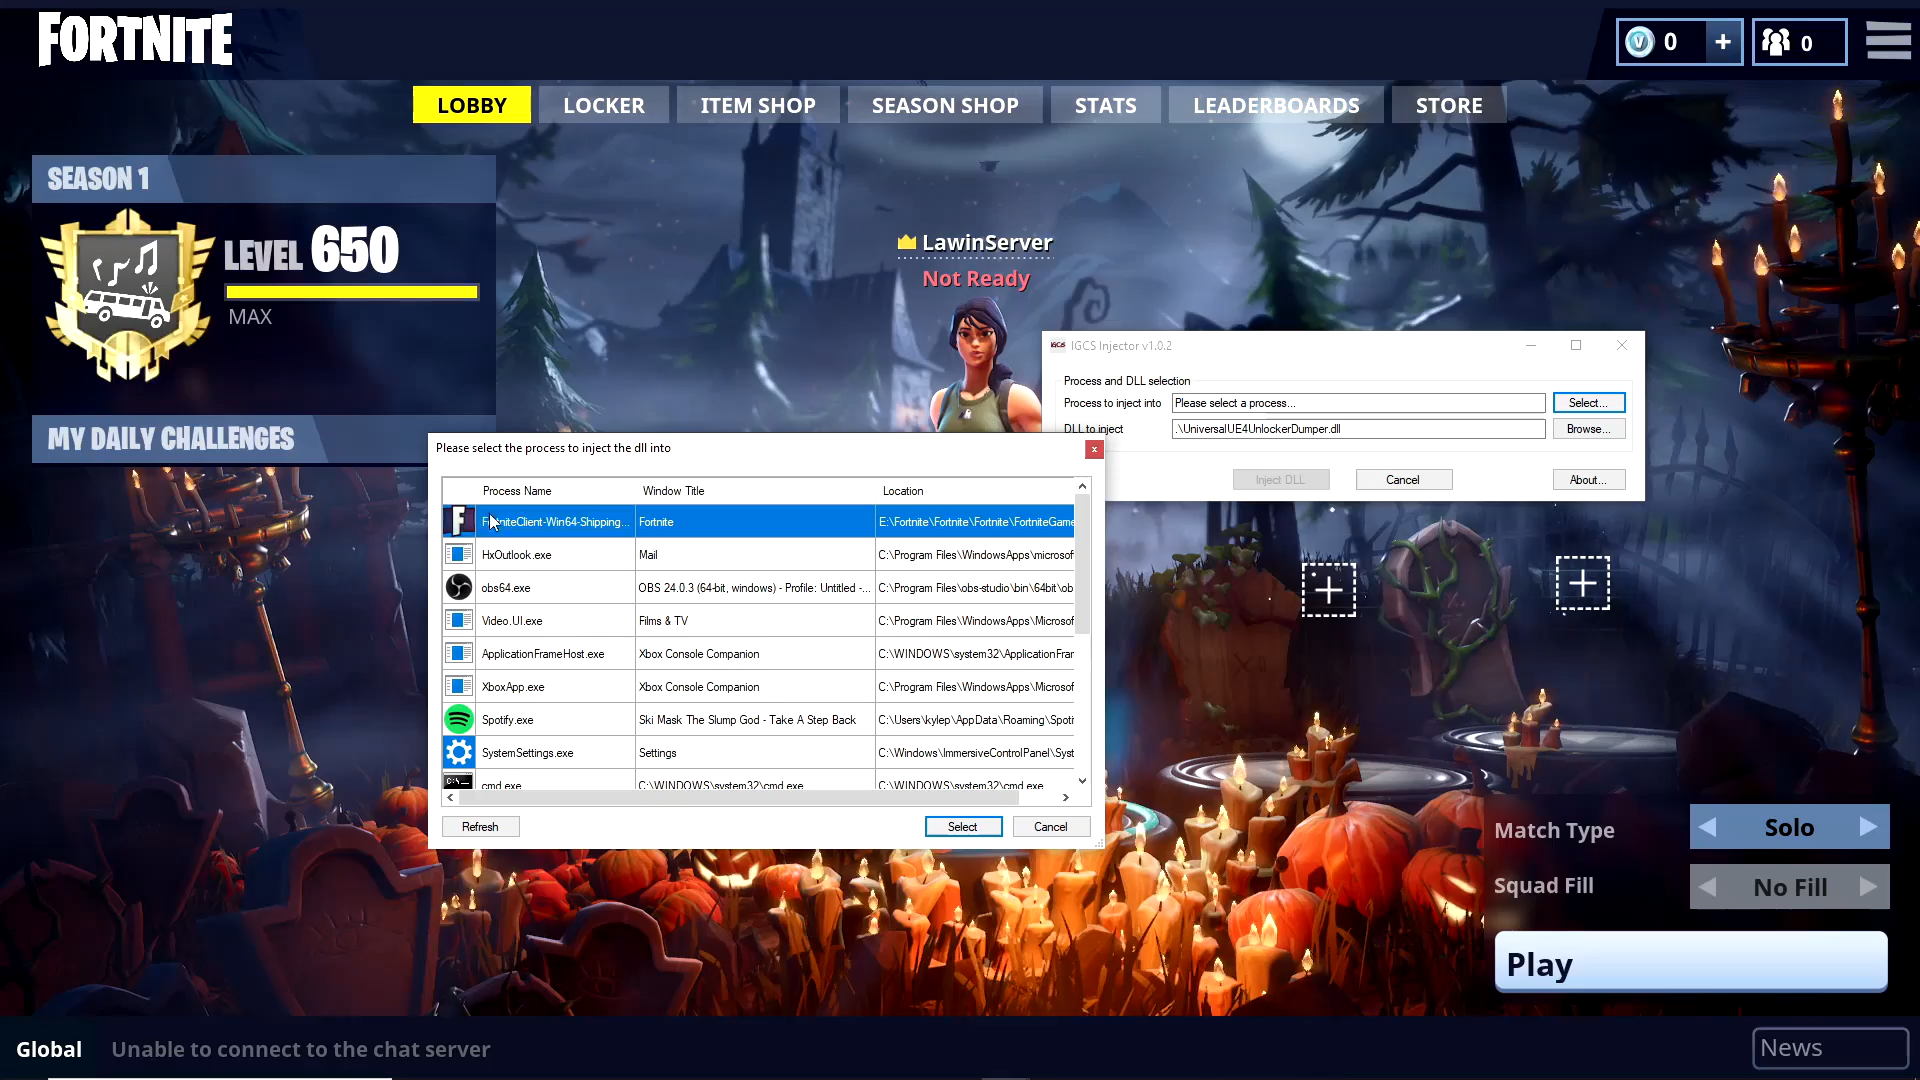 FORTNITE
0
+
0
LOBBY
LOCKER
ITEM SHOP
SEASON SHOP
STATS
LEADERBOARDS
STORE
SEASON 1
LEVEL 650
MAX
MY DAILY CHALLENGES
LawinServer
Not Ready
IGCS Injector v1.0.2
Process and DLL selection
Process to inject into
Please select a process...
Select...
DLL to inject
.\UniversalUE4UnlockerDumper.dll
Browse...
Inject DLL
Cancel
About...
Please select the process to inject the dll into
Process Name Window Title Location
FortniteClient-Win64-Shipping... Fortnite E:\Fortnite\Fortnite\Fortnite\FortniteGame
HxOutlook.exe Mail C:\Program Files\WindowsApps\microsof
obs64.exe OBS 24.0.3 (64-bit, windows) - Profile: Untitled -... C:\Program Files\obs-studio\bin\64bit\ob
Video.UI.exe Films & TV C:\Program Files\WindowsApps\Microsof
ApplicationFrameHost.exe Xbox Console Companion C:\WINDOWS\system32\ApplicationFrar
XboxApp.exe Xbox Console Companion C:\Program Files\WindowsApps\Microsof
Spotify.exe Ski Mask The Slump God - Take A Step Back C:\Users\kylep\AppData\Roaming\Spoti
SystemSettings.exe Settings C:\Windows\ImmersiveControlPanel\Syst
cmd.exe C:\WINDOWS\system32\cmd.exe C:\WINDOWS\system32\cmd.exe
Refresh
Select
Cancel
Match Type
Solo
Squad Fill
No Fill
Play
Global
Unable to connect to the chat server
News